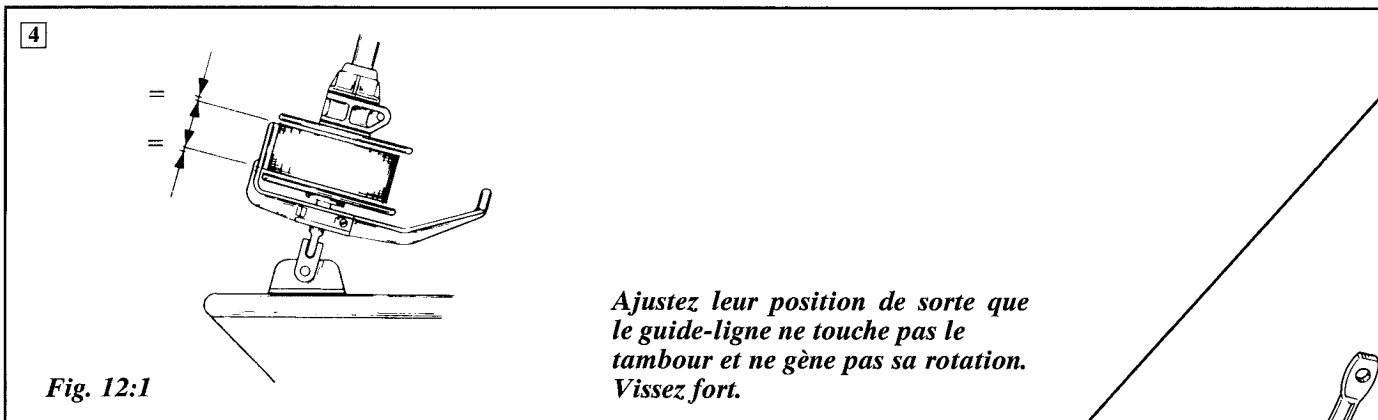 4
=
=
Ajustez leur position de sorte que
le guide-ligne ne touche pas le
tambour et ne gène pas sa rotation.
Vissez fort.
Fig. 12:1